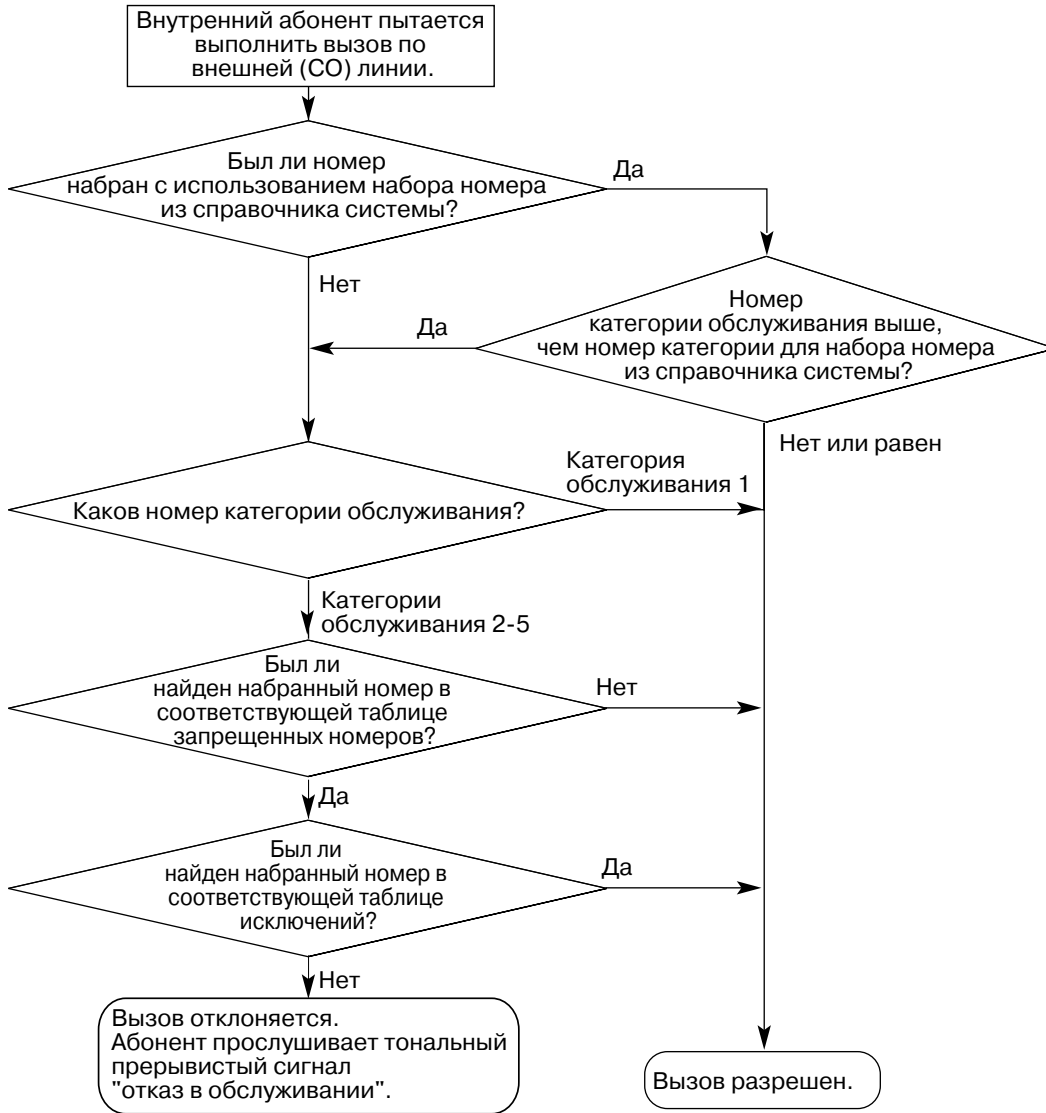 Внутренний абонент пытается
выполнить вызов по
внешней (СО) линии.
Был ли номер
набран с использованием набора номера
из справочника системы?
Да
Нет
Номер
категории обслуживания выше,
чем номер категории для набора номера
из справочника системы?
Да
Нет или равен
Каков номер категории обслуживания?
Категория
обслуживания 1
Категории
обслуживания 2-5
Был ли
найден набранный номер в
соответствующей таблице
запрещенных номеров?
Нет
Да
Был ли
найден набранный номер в
соответствующей таблице
исключений?
Да
Нет
Вызов отклоняется.
Абонент прослушивает тональный
прерывистый сигнал
"отказ в обслуживании".
Вызов разрешен.